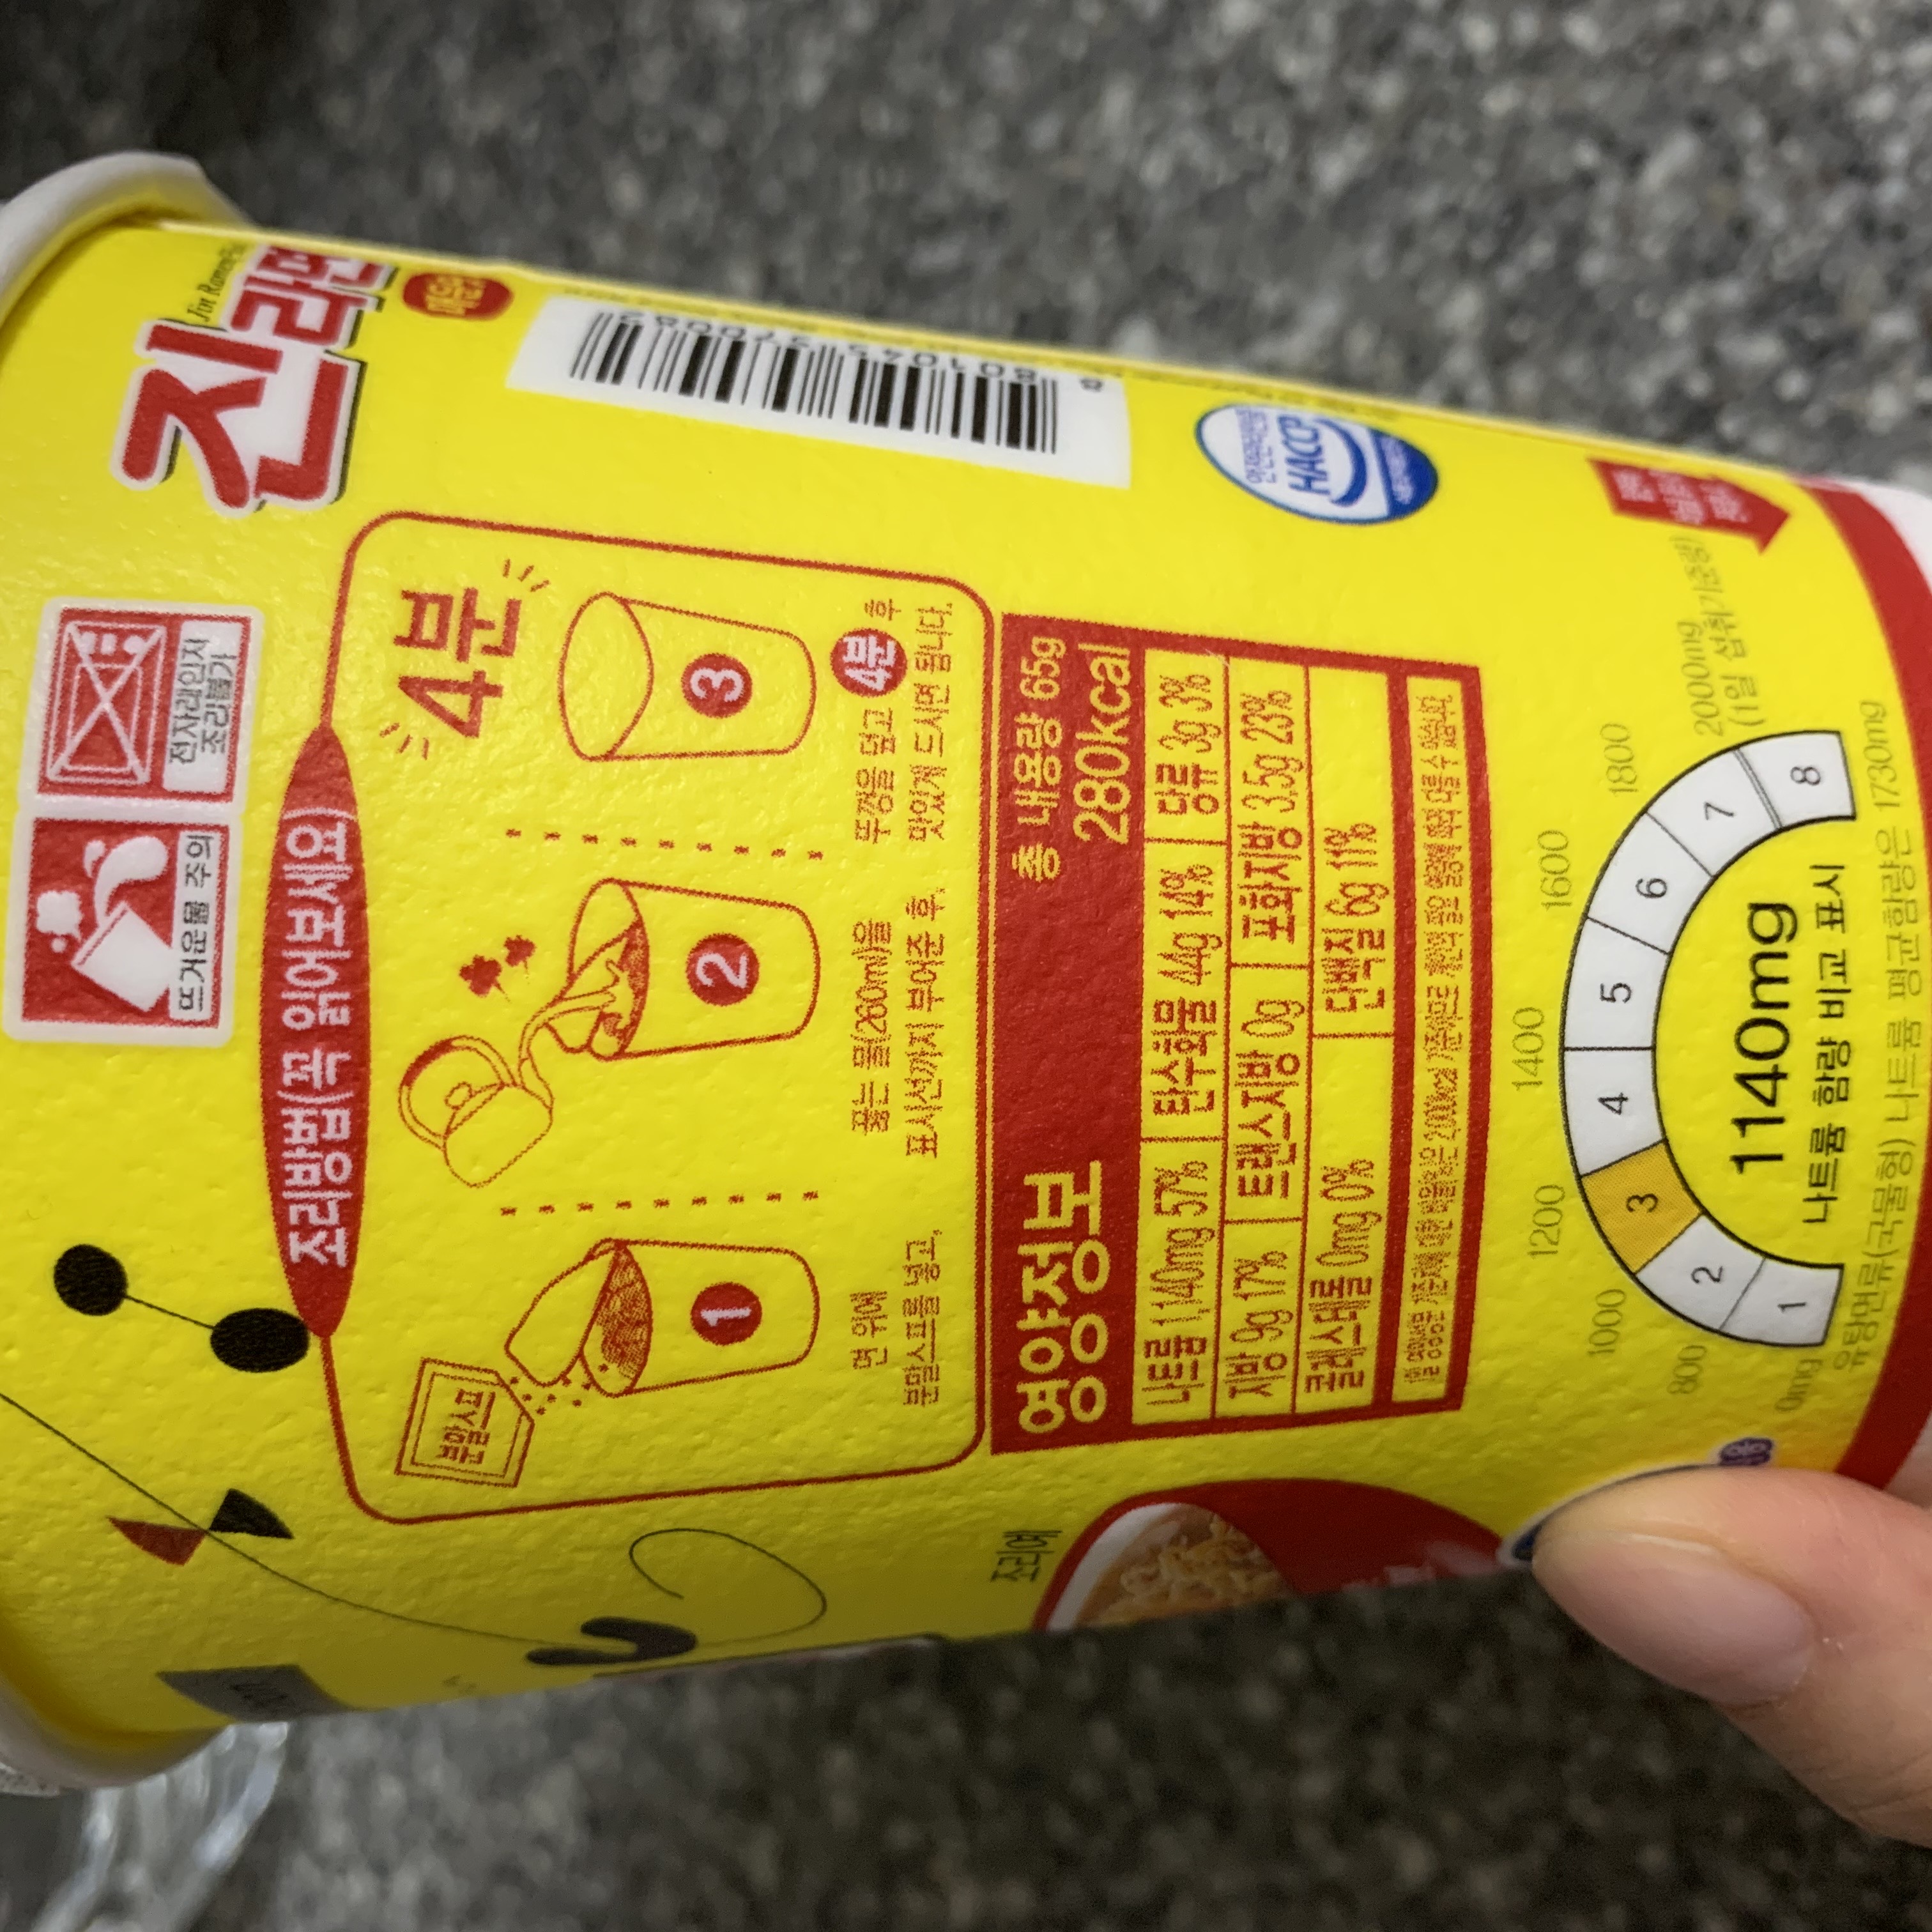 뜨거운물 주의
전자레인지
조리불가
진라면
Jin Ramen
매운맛
조리방법(꼭 읽어보세요)
분말스프
1
면 위에
분말스프를 넣고,
2
끓는 물(260ml)을
표시선까지 부어준 후,
4분
3
뚜껑을 덮고 4분 후
맛있게 드시면 됩니다.
영양정보
총 내용량 65g
280kcal
나트륨 1,140mg 57% 탄수화물 44g 14% 당류 3g 3%
지방 9g 17% 트랜스지방 0g 포화지방 3.5g 23%
콜레스테롤 0mg 0% 단백질 6g 11%
1일 영양성분 기준치에 대한 비율(%)은 2,000kcal 기준이므로 개인의 필요 열량에 따라 다를 수 있습니다.
HACCP
조리예
0mg 800 1000 1200 1400 1600 1800 2000mg
(1일 섭취기준량)
1 2 3 4 5 6 7 8
1140mg
나트륨 함량 비교 표시
유탕면류(국물형) 나트륨 평균함량은 1730mg